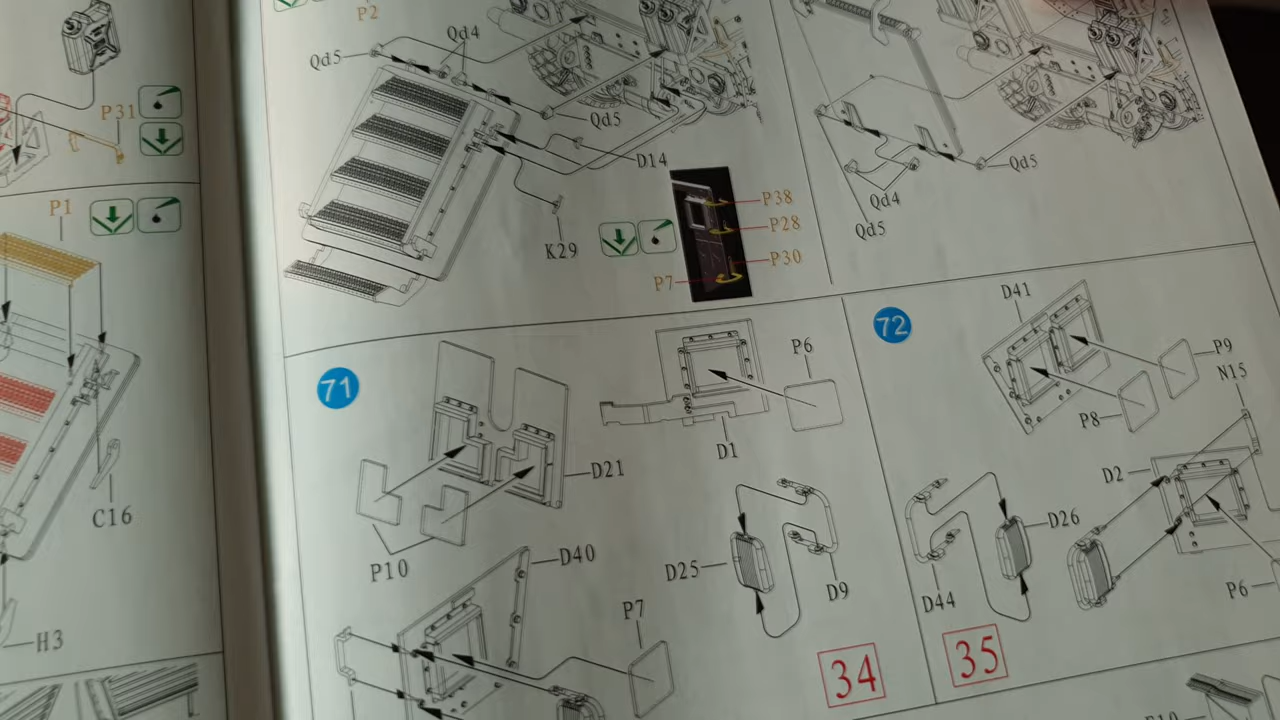 P2
Qd4
Qd5
P31
Qd5
D14
P1
K29
P38
P28
P30
P7
Qd5
Qd4
Qd5
71
P6
D1
D21
P10
C16
H3
D40
D25
D9
P7
34
72
D41
P9
N15
P8
D2
D26
D44
P6
35